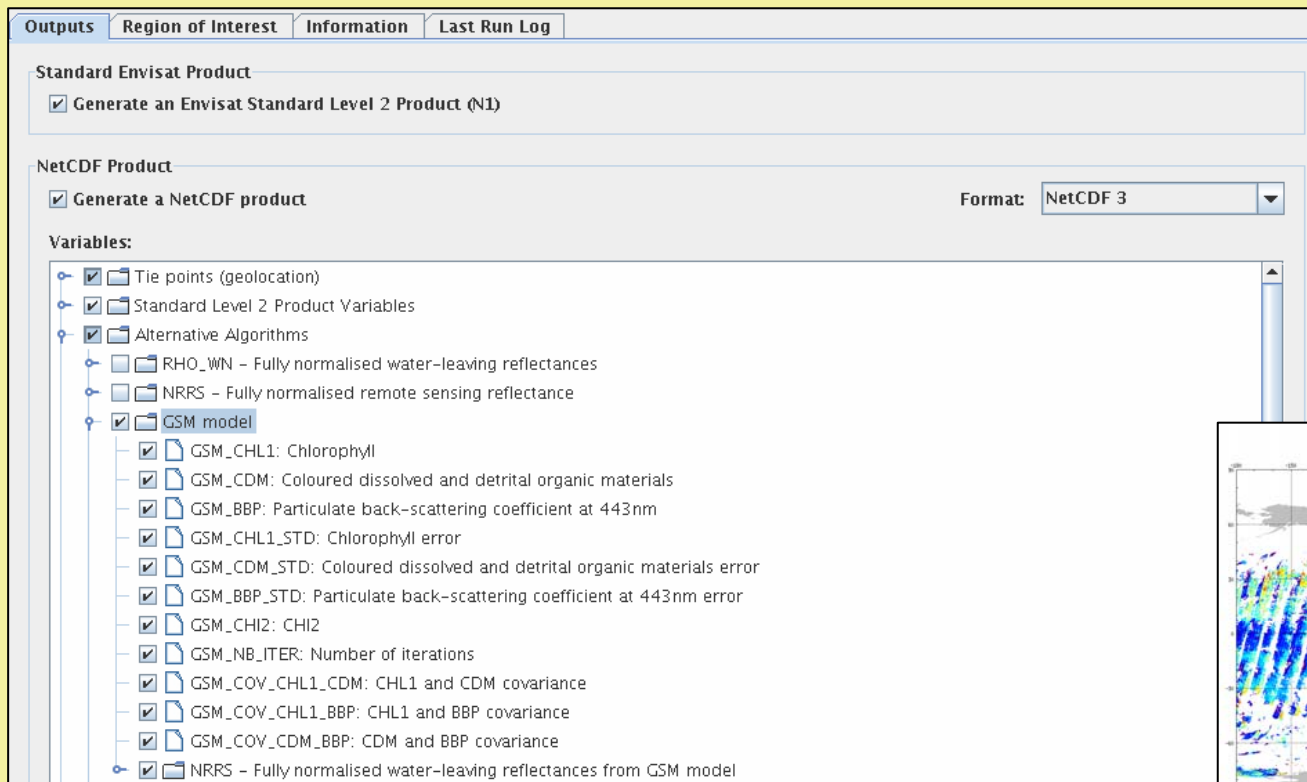 Outputs Region of Interest Information Last Run Log
Standard Envisat Product
Generate an Envisat Standard Level 2 Product (N1)
NetCDF Product
Generate a NetCDF product Format: NetCDF 3
Variables:
Tie points (geolocation)
Standard Level 2 Product Variables
Alternative Algorithms
RHO_WN - Fully normalised water-leaving reflectances
NRRS - Fully normalised remote sensing reflectance
GSM model
GSM_CHL1: Chlorophyll
GSM_CDM: Coloured dissolved and detrital organic materials
GSM_BBP: Particulate back-scattering coefficient at 443nm
GSM_CHL1_STD: Chlorophyll error
GSM_CDM_STD: Coloured dissolved and detrital organic materials error
GSM_BBP_STD: Particulate back-scattering coefficient at 443nm error
GSM_CHI2: CHI2
GSM_NB_ITER: Number of iterations
GSM_COV_CHL1_CDM: CHL1 and CDM covariance
GSM_COV_CHL1_BBP: CHL1 and BBP covariance
GSM_COV_CDM_BBP: CDM and BBP covariance
NRRS - Fully normalised water-leaving reflectances from GSM model